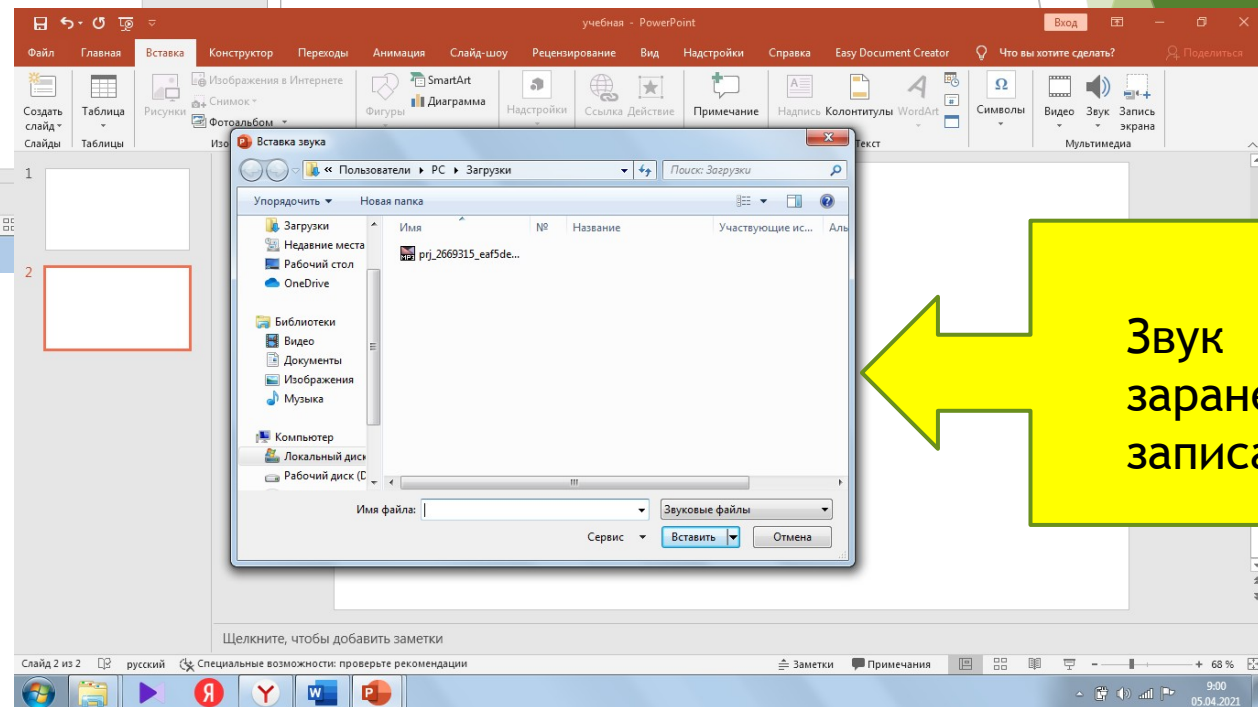 учебная - PowerPoint
Вход
Файл Главная Вставка Конструктор Переходы Анимация Слайд-шоу Рецензирование Вид Надстройки Справка Easy Document Creator Что вы хотите сделать? Поделиться
Создать слайд
Таблица
Рисунки
Изображения в Интернете
Снимок
Фотоальбом
Фигуры
SmartArt
Диаграмма
Надстройки
Ссылка
Действие
Примечание
Надпись
Колонтитулы
WordArt
Символы
Видео
Звук
Запись экрана
Слайды
Таблицы
Текст
Мультимедиа
1
2
Вставка звука
« Пользователи PC Загрузки
Поиск: Загрузки
Упорядочить Новая папка
Имя № Название Участвующие ис...
prj_2669315_eaf5de...
Загрузки
Недавние места
Рабочий стол
OneDrive
Библиотеки
Видео
Документы
Изображения
Музыка
Компьютер
Локальный
Рабочий диск
Имя файла:
Звуковые файлы
Сервис Вставить Отмена
Звук
Щелкните, чтобы добавить заметки
Слайд 2 из 2 русский Специальные возможности: проверьте рекомендации
Заметки Примечания 68 %
9:00
05.04.2021